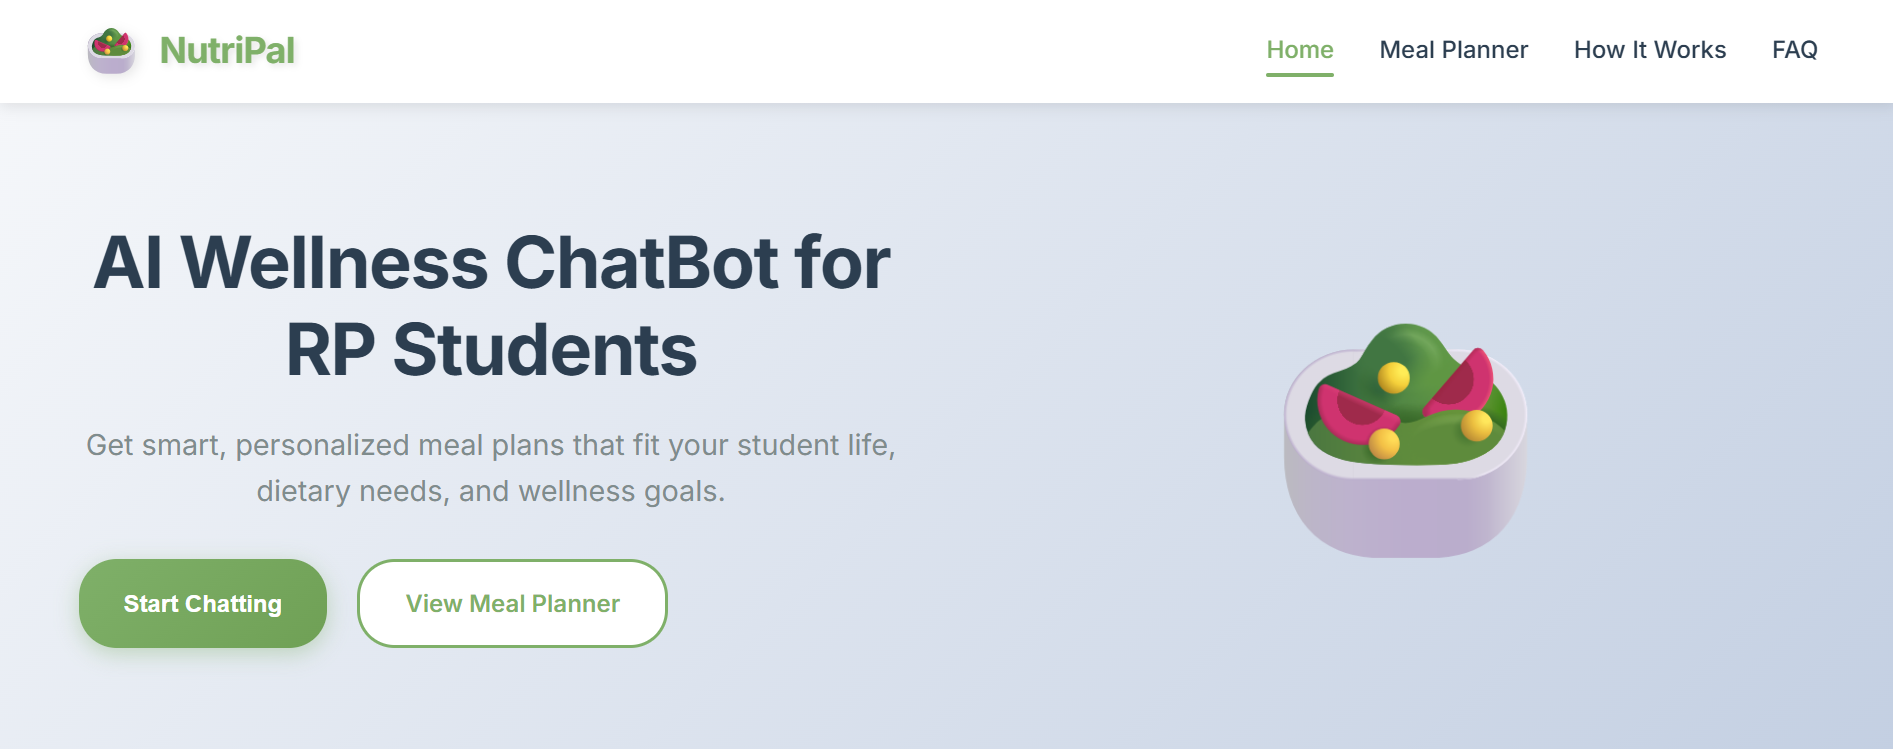 NutriPal
Home
Meal Planner
How It Works
FAQ
AI Wellness ChatBot for
RP Students
Get smart, personalized meal plans that fit your student life,
dietary needs, and wellness goals.
Start Chatting
View Meal Planner